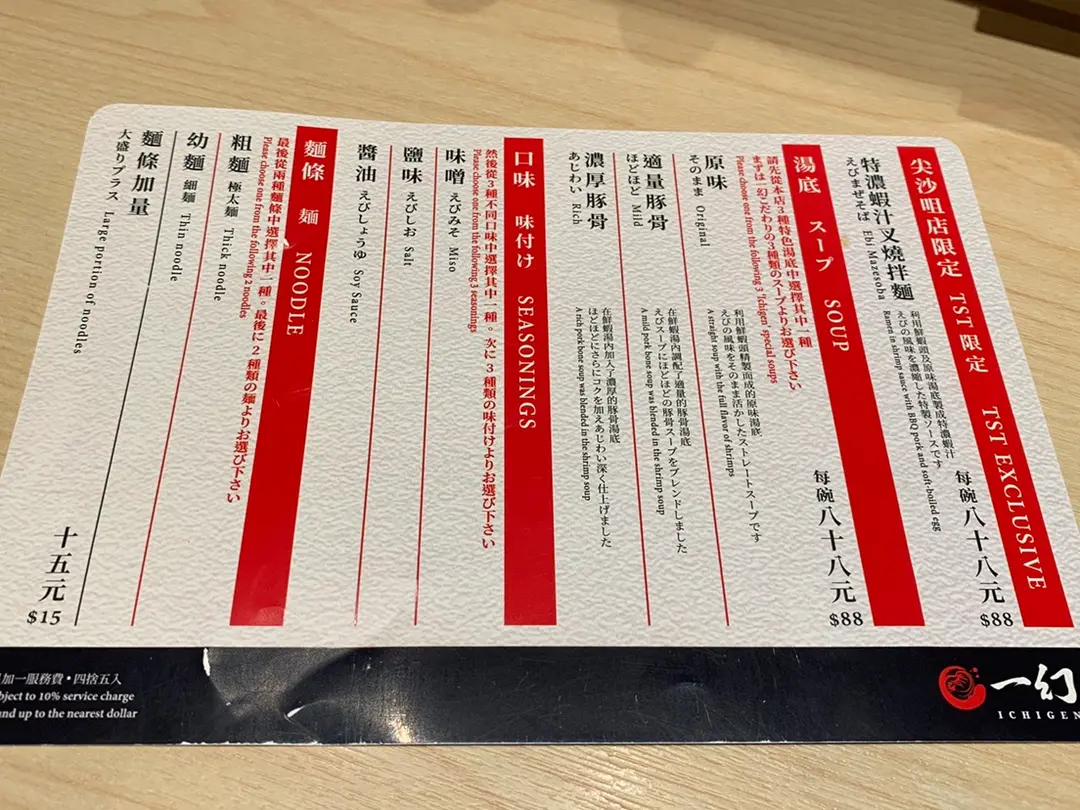 尖沙咀店限定 TST 限定 TST EXCLUSIVE
特濃蝦汁叉燒拌麵
えびまぜそば Ebi Mazesoba
利用鮮蝦頭及原味湯底製成特濃蝦汁
えびの風味を濃縮した特製ソースです
Ramen in shrimp sauce with BBQ pork and soft-boiled egg
每碗八十八元
$88
湯底 スープ SOUP
每碗八十八元
$88
請先從本店3種特色湯底中選擇其中一種
まずは一幻こだわりの3種類のスープよりお選び下さい
Please choose one from the following 3 "Ichigen" special soups
原味
そのまま Original
利用鮮蝦頭精製而成的原味湯底
えびの風味をそのまま活かしたストレートスープです
A straight soup with the full flavor of shrimps
適量豚骨
ほどほど Mild
在鮮蝦湯內調配了適量的豚骨湯底
えびスープにほどほどの豚骨スープをブレンドしました
A mild pork bone soup was blended in the shrimp soup
濃厚豚骨
あじわい Rich
在鮮蝦湯內加入了濃厚的豚骨湯底
ほどほどにさらにコクを加えあじわい深く仕上げました
A rich pork bone soup was blended in the shrimp soup
口味 味付け SEASONINGS
然後從3種不同口味中選擇其中一種。次に3種類の味付けよりお選び下さい
Please choose one from the following 3 seasonings
味噌 えびみそ Miso
鹽味 えびしお Salt
醬油 えびしょうゆ Soy Sauce
麵條 麺 NOODLE
最後從兩種麵條中選擇其中一種。最後に2種類の麺よりお選び下さい
Please choose one from the following 2 noodles
粗麵 極太麺 Thick noodle
幼麵 細麺 Thin noodle
麵條加量
大盛りプラス Large portion of noodles
十五元
$15
加一服務費・四捨五入
to 10% service charge
up to the nearest dollar
一幻
ICHIGEN